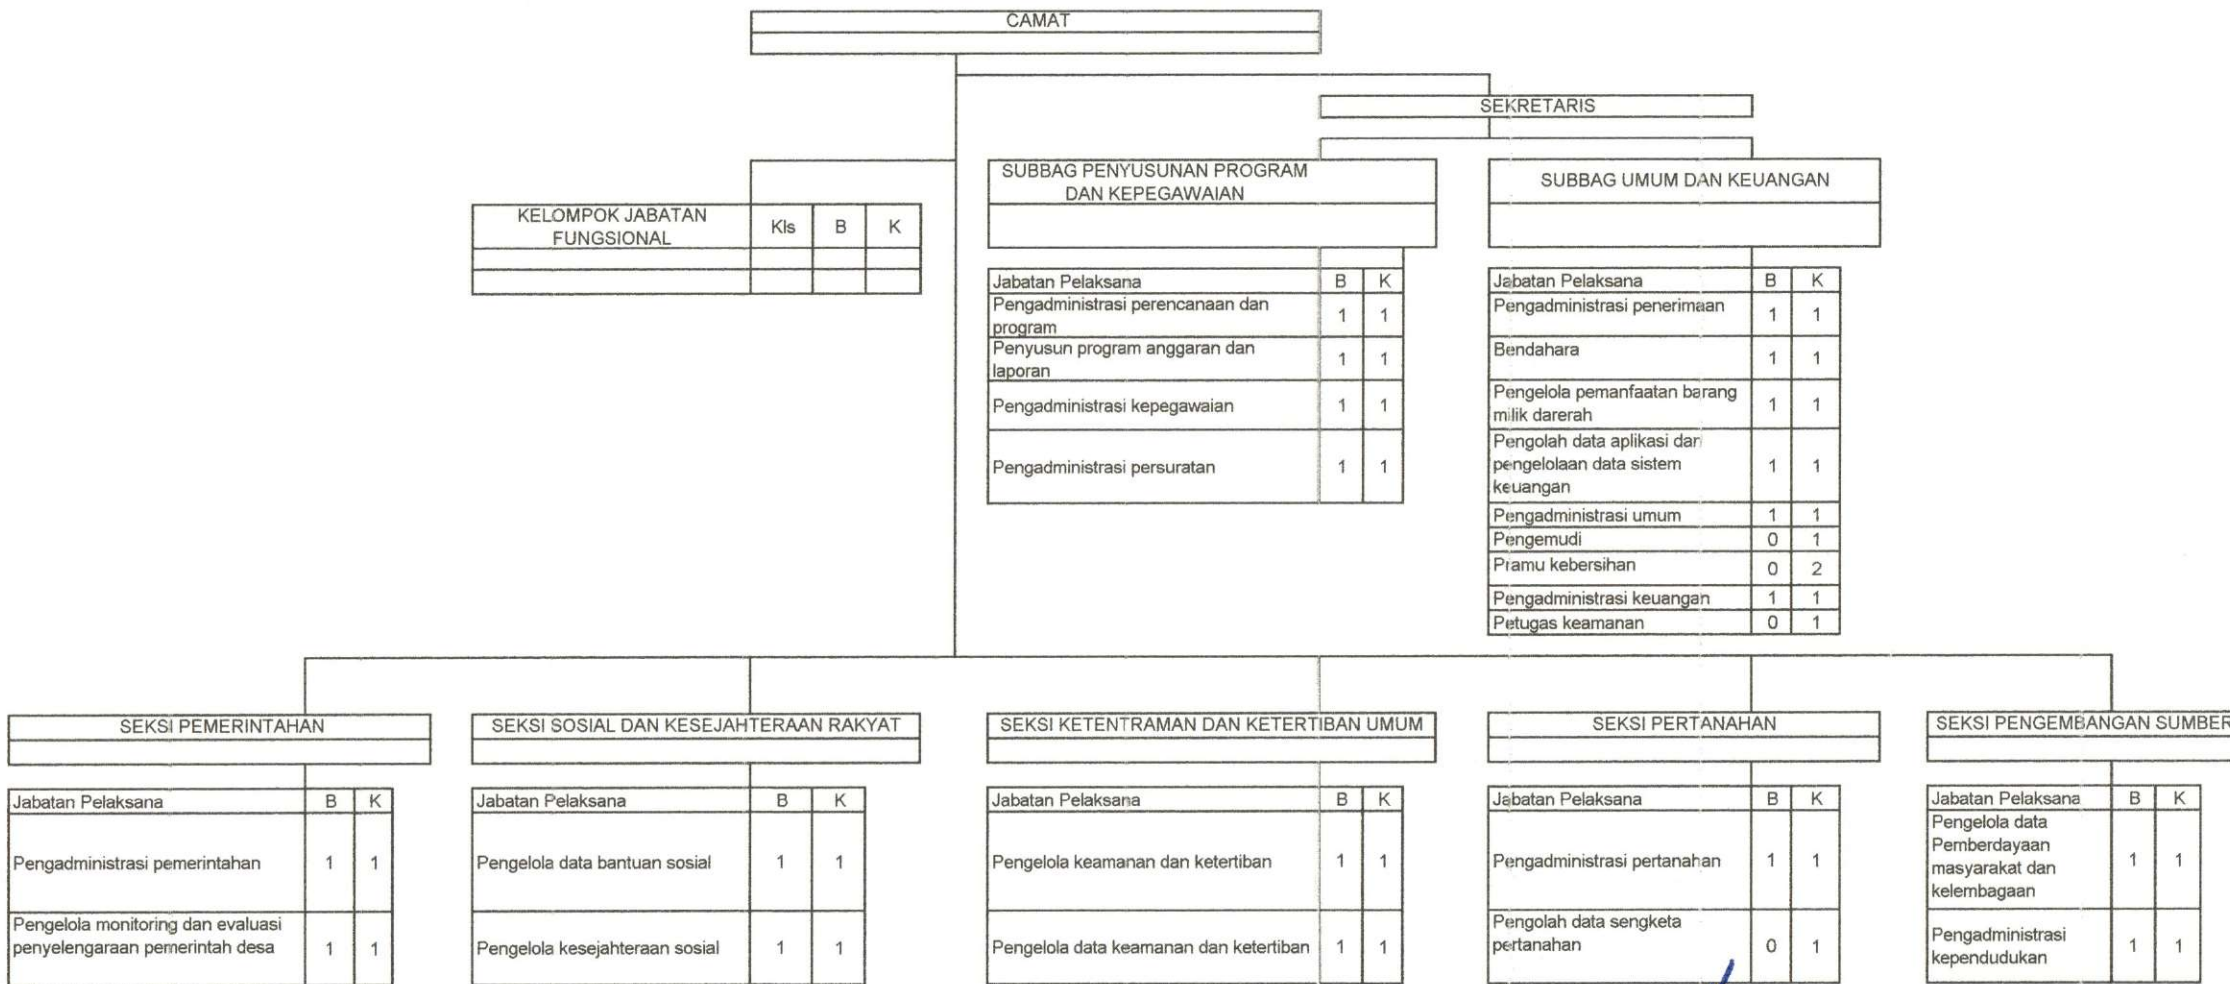 CAMAT
SEKRETARIS
SUBBAG PENYUSUNAN PROGRAM
DAN KEPEGAWAIAN
SUBBAG UMUM DAN KEUANGAN
KELOMPOK JABATAN
FUNGSIONAL
Kls B K
Jabatan Pelaksana B K
Pengadministrasi perencanaan dan
program 1 1
Penyusun program anggaran dan
laporan 1 1
Pengadministrasi kepegawaian 1 1
Pengadministrasi persuratan 1 1
Jabatan Pelaksana B K
Pengadministrasi penerimaan 1 1
Bendahara 1 1
Pengelola pemanfaatan barang
milik darerah 1 1
Pengolah data aplikasi dan
pengelolaan data sistem
keuangan 1 1
Pengadministrasi umum 1 1
Pengemudi 0 1
Pramu kebersihan 0 2
Pengadministrasi keuangan 1 1
Petugas keamanan 0 1
SEKSI PEMERINTAHAN
Jabatan Pelaksana B K
Pengadministrasi pemerintahan 1 1
Pengelola monitoring dan evaluasi
penyelengaraan pemerintah desa 1 1
SEKSI SOSIAL DAN KESEJAHTERAAN RAKYAT
Jabatan Pelaksana B K
Pengelola data bantuan sosial 1 1
Pengelola kesejahteraan sosial 1 1
SEKSI KETENTRAMAN DAN KETERTIBAN UMUM
Jabatan Pelaksana B K
Pengelola keamanan dan ketertiban 1 1
Pengelola data keamanan dan ketertiban 1 1
SEKSI PERTANAHAN
Jabatan Pelaksana B K
Pengadministrasi pertanahan 1 1
Pengolah data sengketa
pertanahan 0 1
SEKSI PENGEMBANGAN SUMBER
Jabatan Pelaksana B K
Pengelola data
Pemberdayaan
masyarakat dan
kelembagaan 1 1
Pengadministrasi
kependudukan 1 1